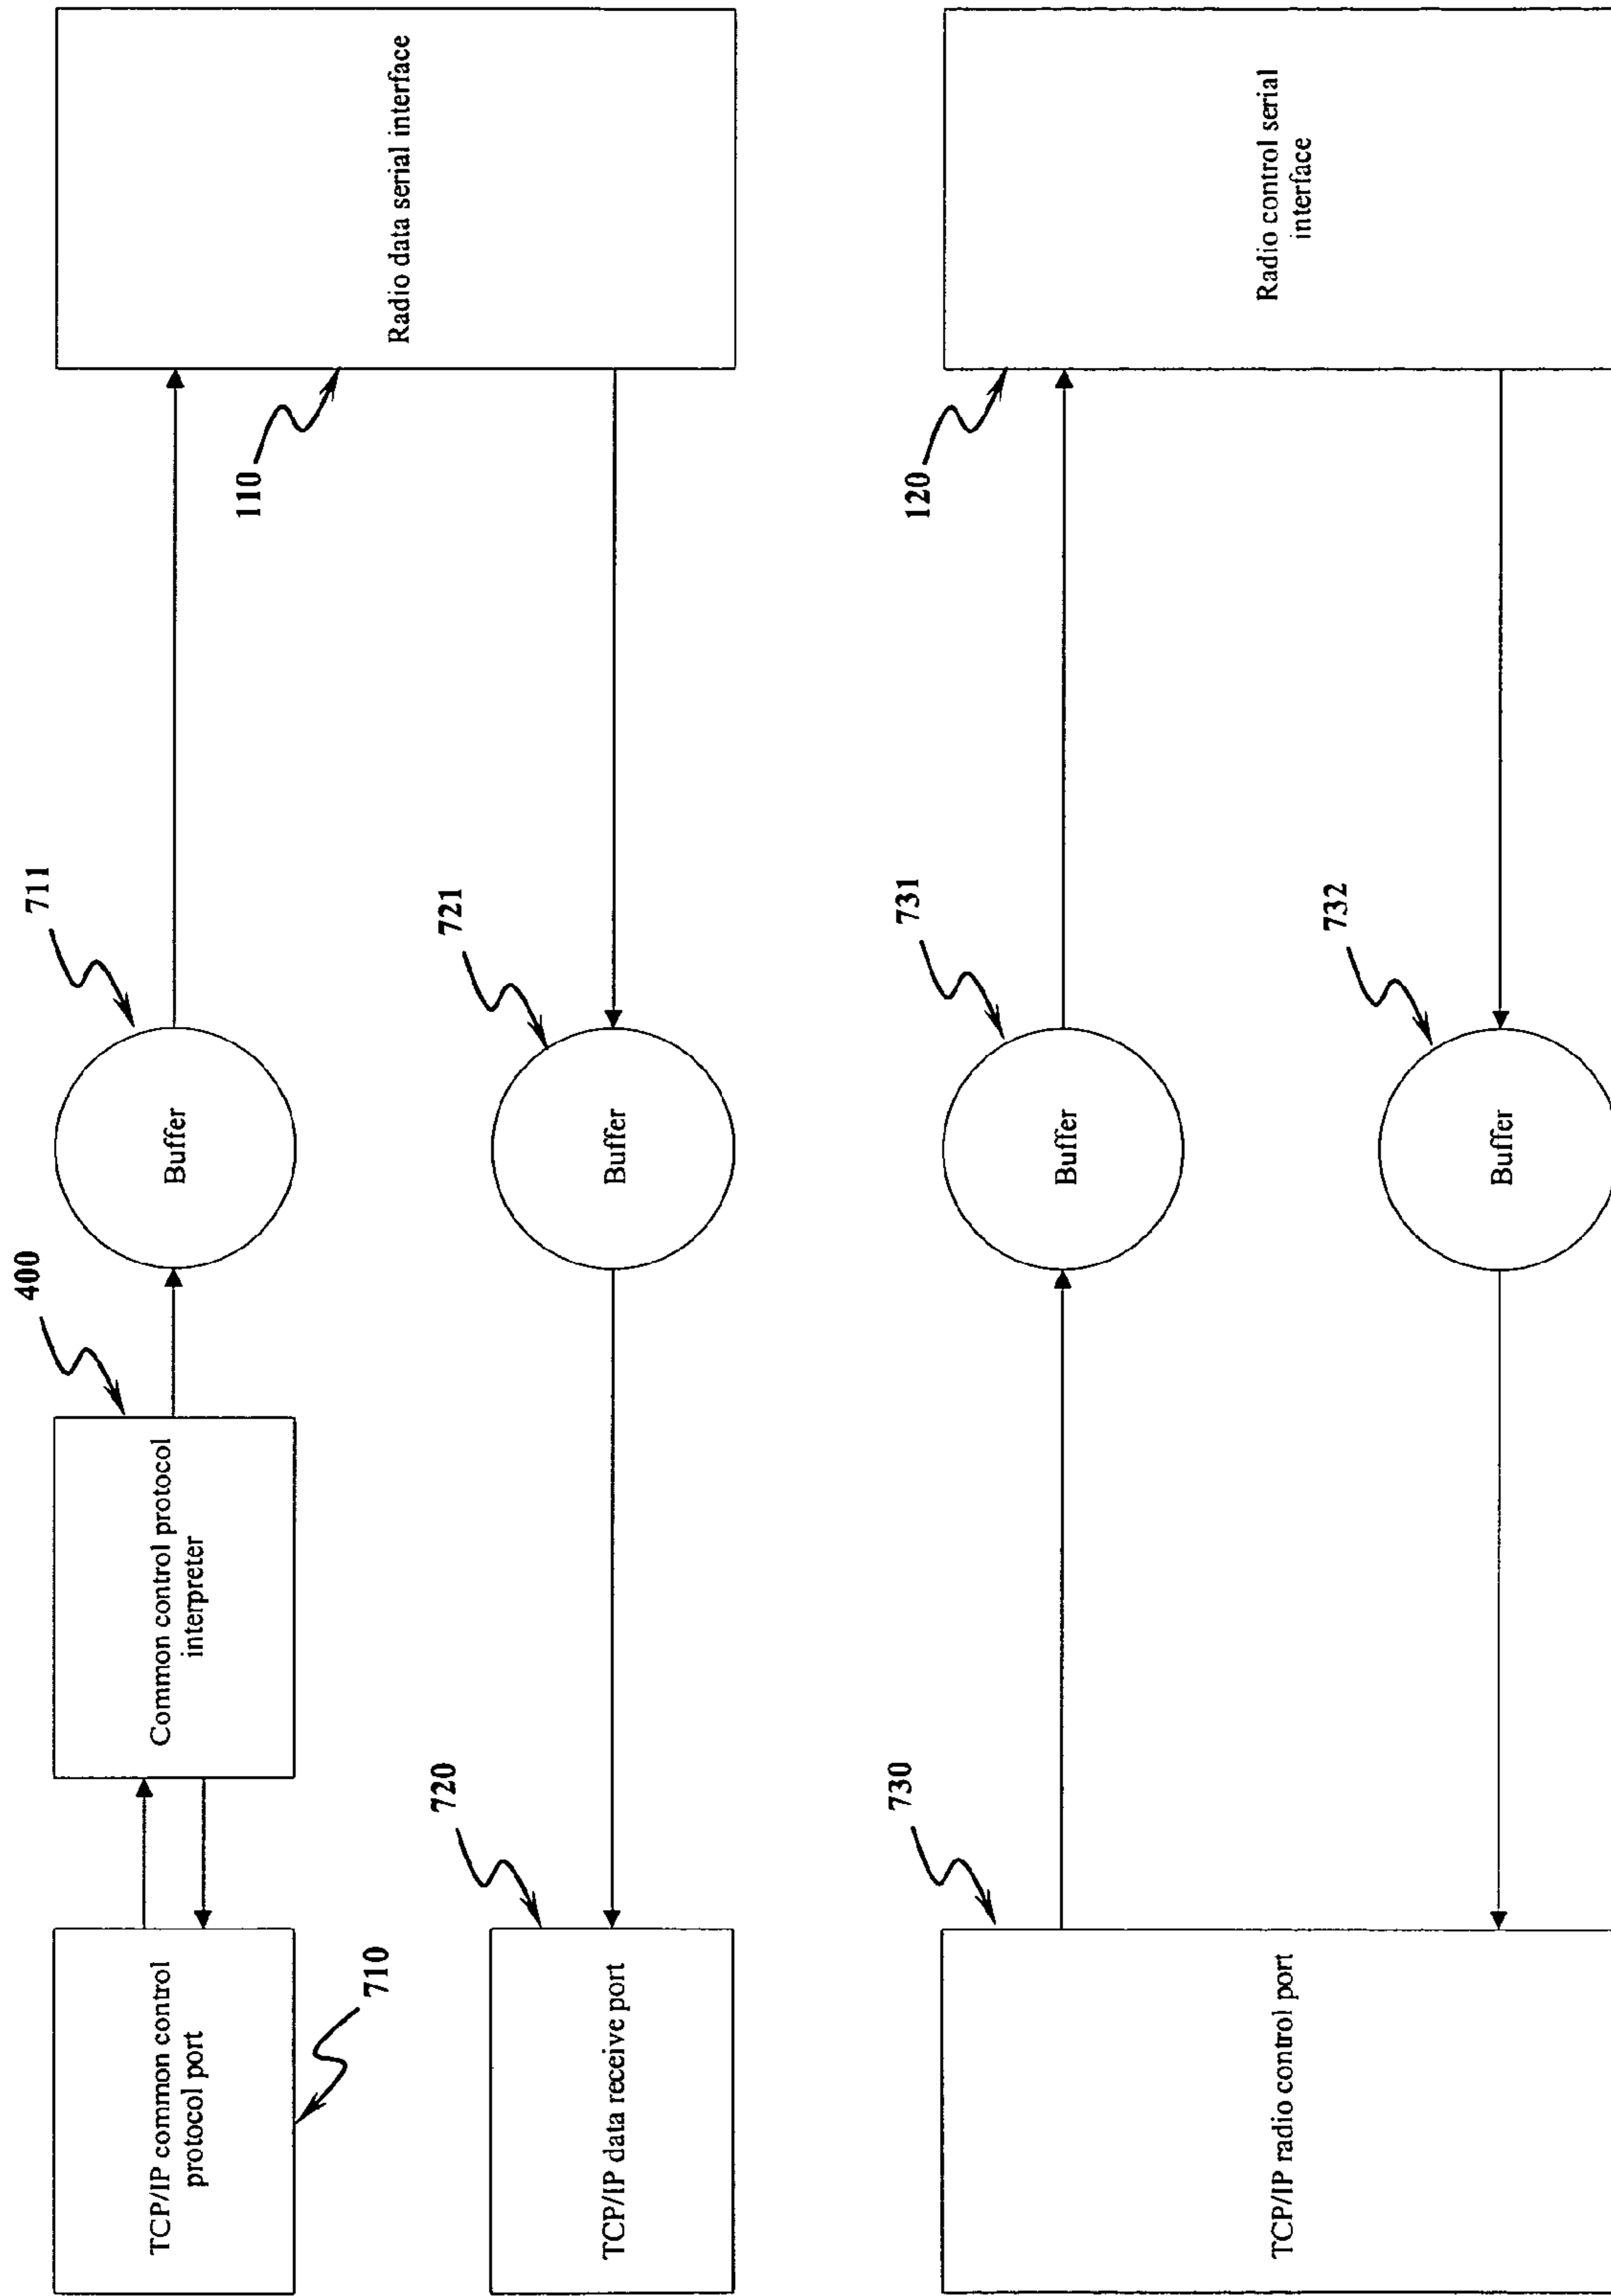 TCP/IP common control
protocol port
710
Common control protocol
interpreter
400
Buffer
711
Radio data serial interface
110
TCP/IP data receive port
720
Buffer
721
TCP/IP radio control port
730
Buffer
731
Radio control serial
interface
120
Buffer
732